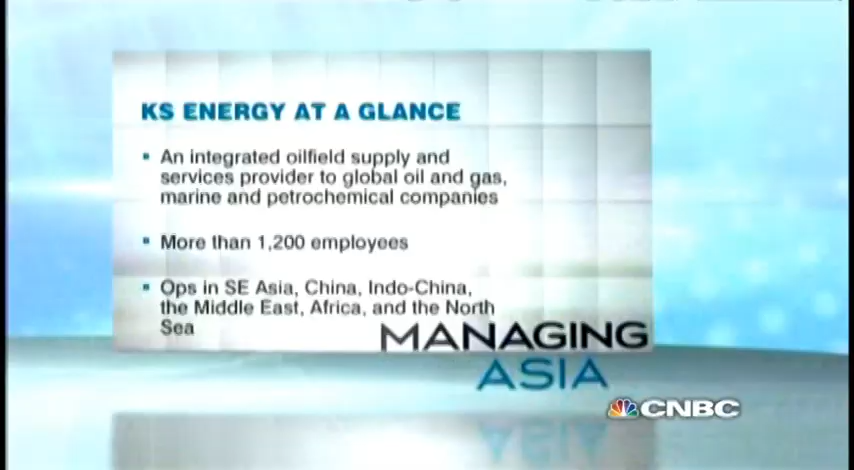 KS ENERGY AT A GLANCE
▪ An integrated oilfield supply and
services provider to global oil and gas,
marine and petrochemical companies
▪ More than 1,200 employees
▪ Ops in SE Asia, China, Indo-China,
the Middle East, Africa, and the North
Sea
MANAGING
ASIA
CNBC